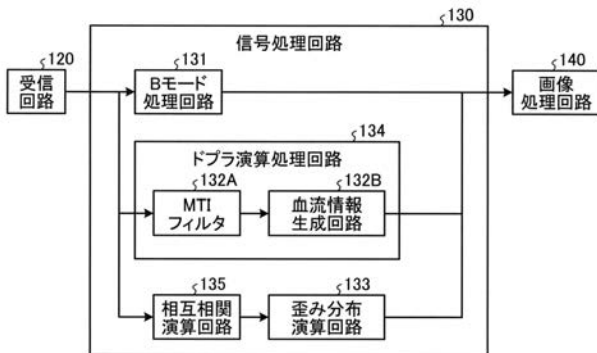 130
信号処理回路
120
受信
回路
131
Bモード
処理回路
140
画像
処理回路
134
ドプラ演算処理回路
132A
MTI
フィルタ
132B
血流情報
生成回路
135
相互相関
演算回路
133
歪み分布
演算回路